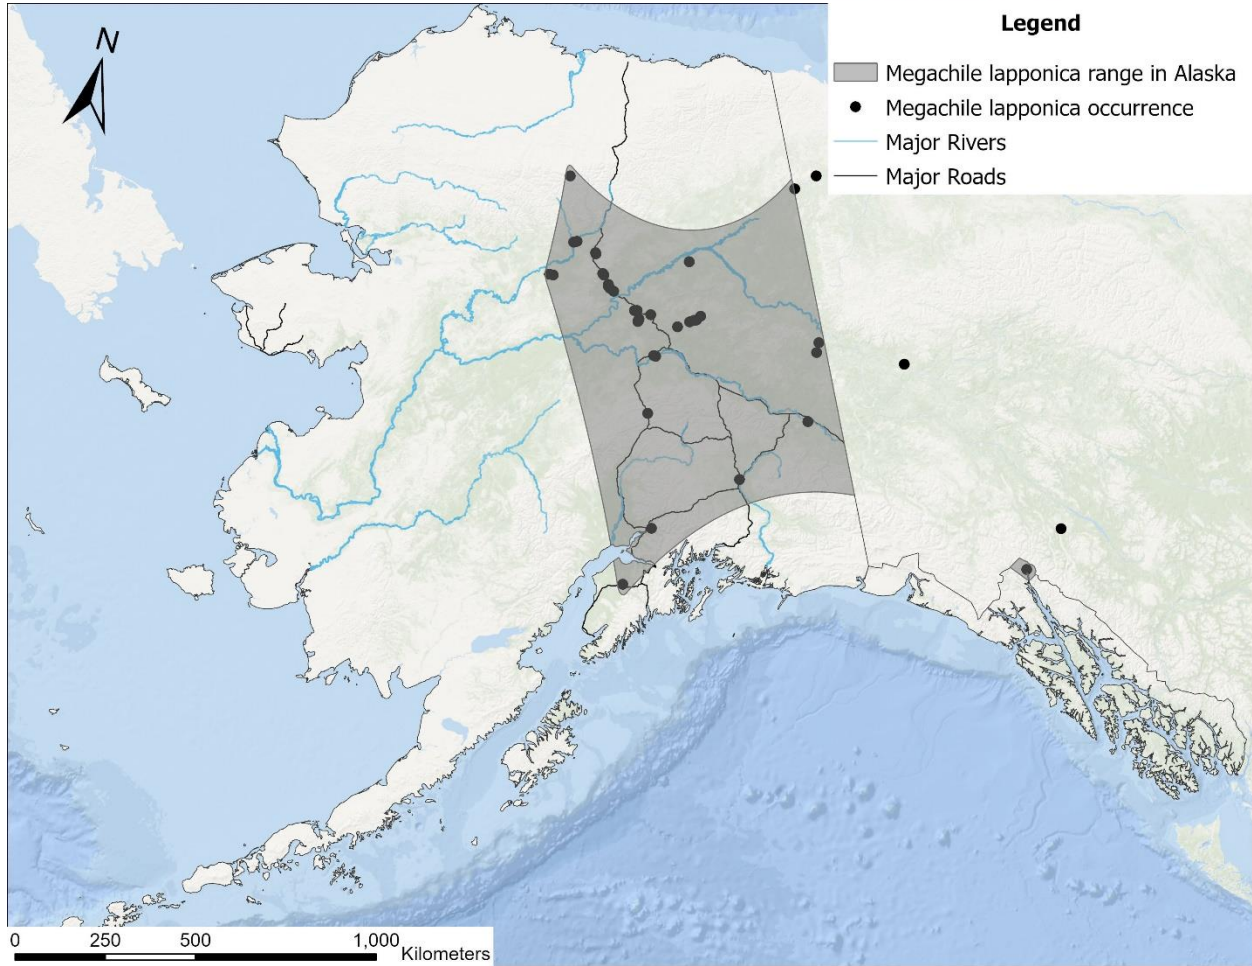 N
Legend
Megachile lapponica range in Alaska
Megachile lapponica occurrence
Major Rivers
Major Roads
0 250 500 1,000
Kilometers